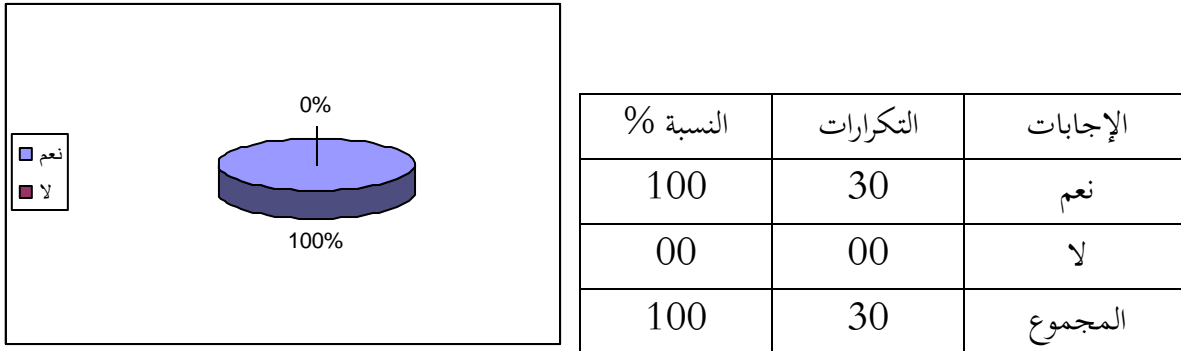 0%
نعم
لا
100%
الإجابات التكرارات النسبة %
نعم 30 100
لا 00 00
المجموع 30 100